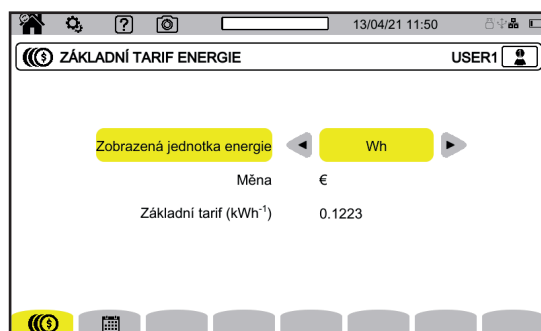 13/04/21 11:50
ZÁKLADNÍ TARIF ENERGIE USER1
Zobrazená jednotka energie Wh
Měna €
Základní tarif (kWh⁻¹) 0.1223